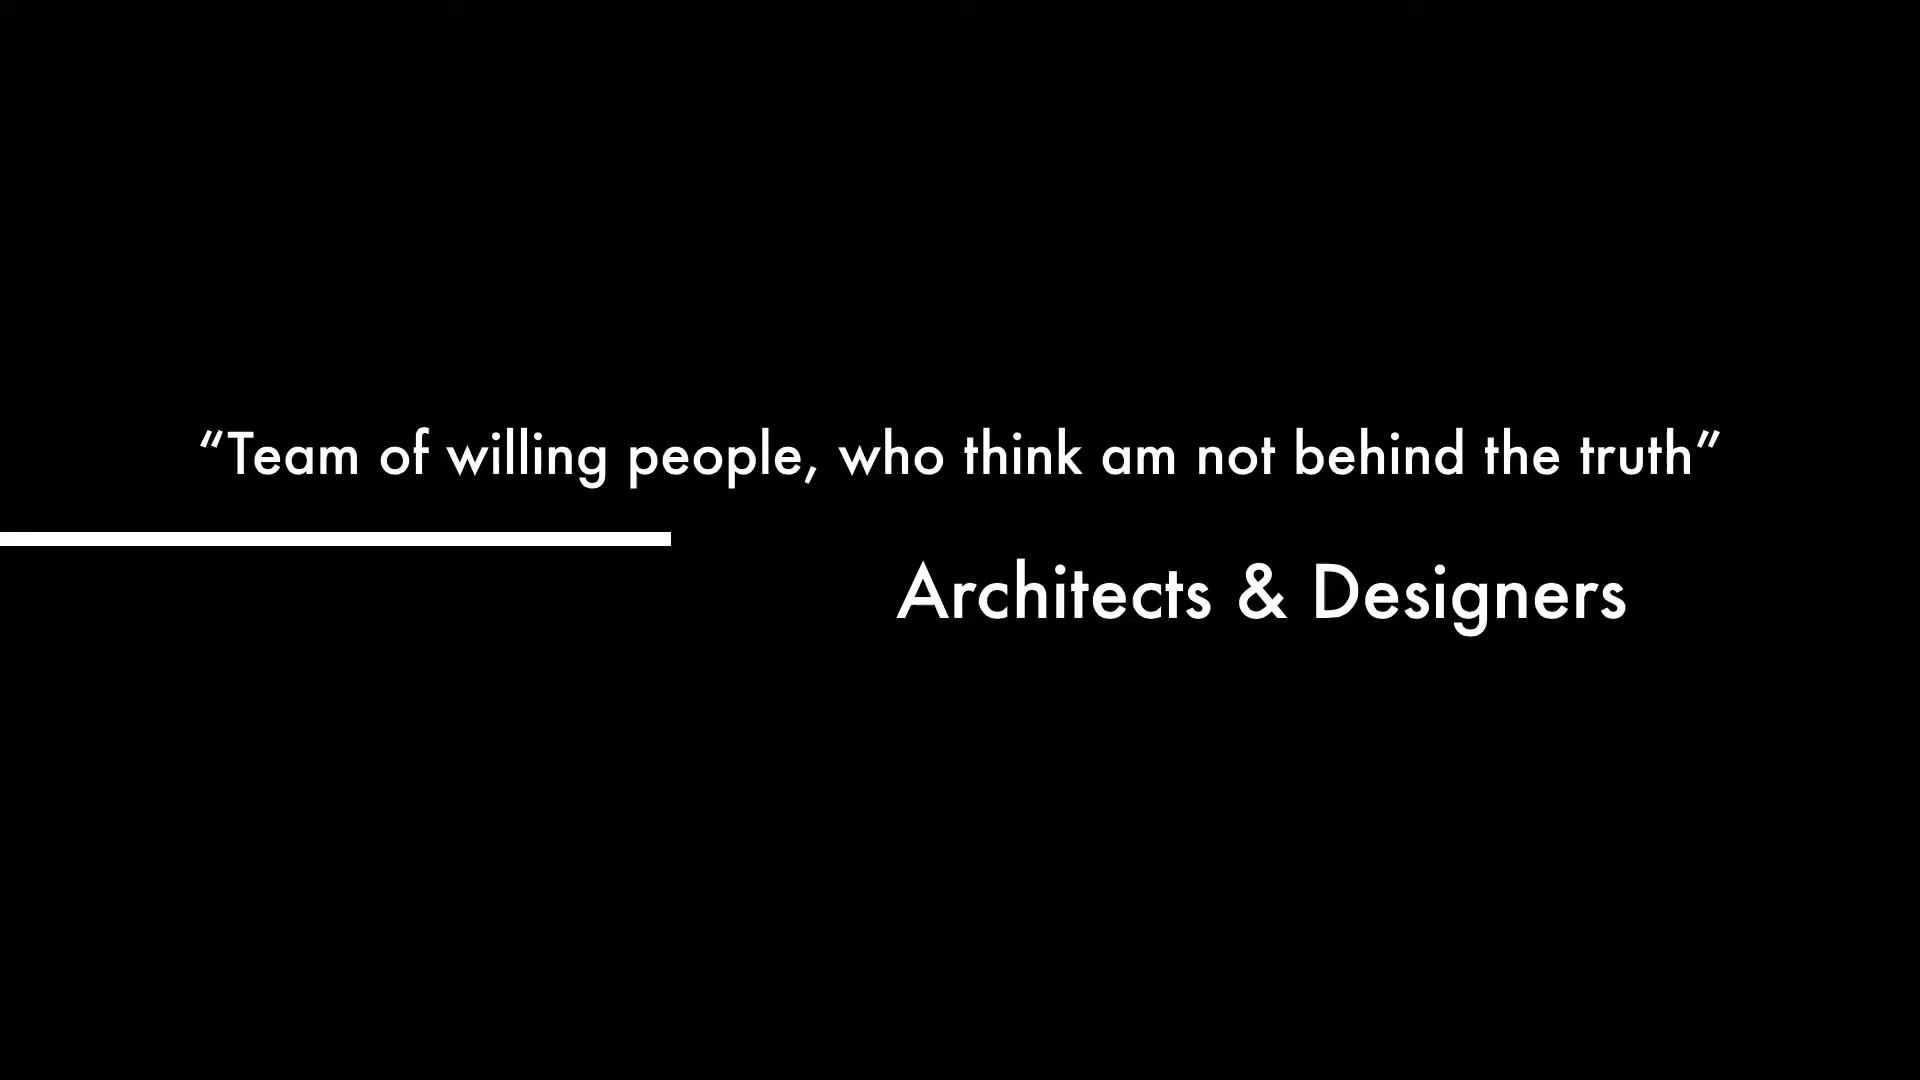 “Team of willing people, who think am not behind the truth”
Architects & Designers